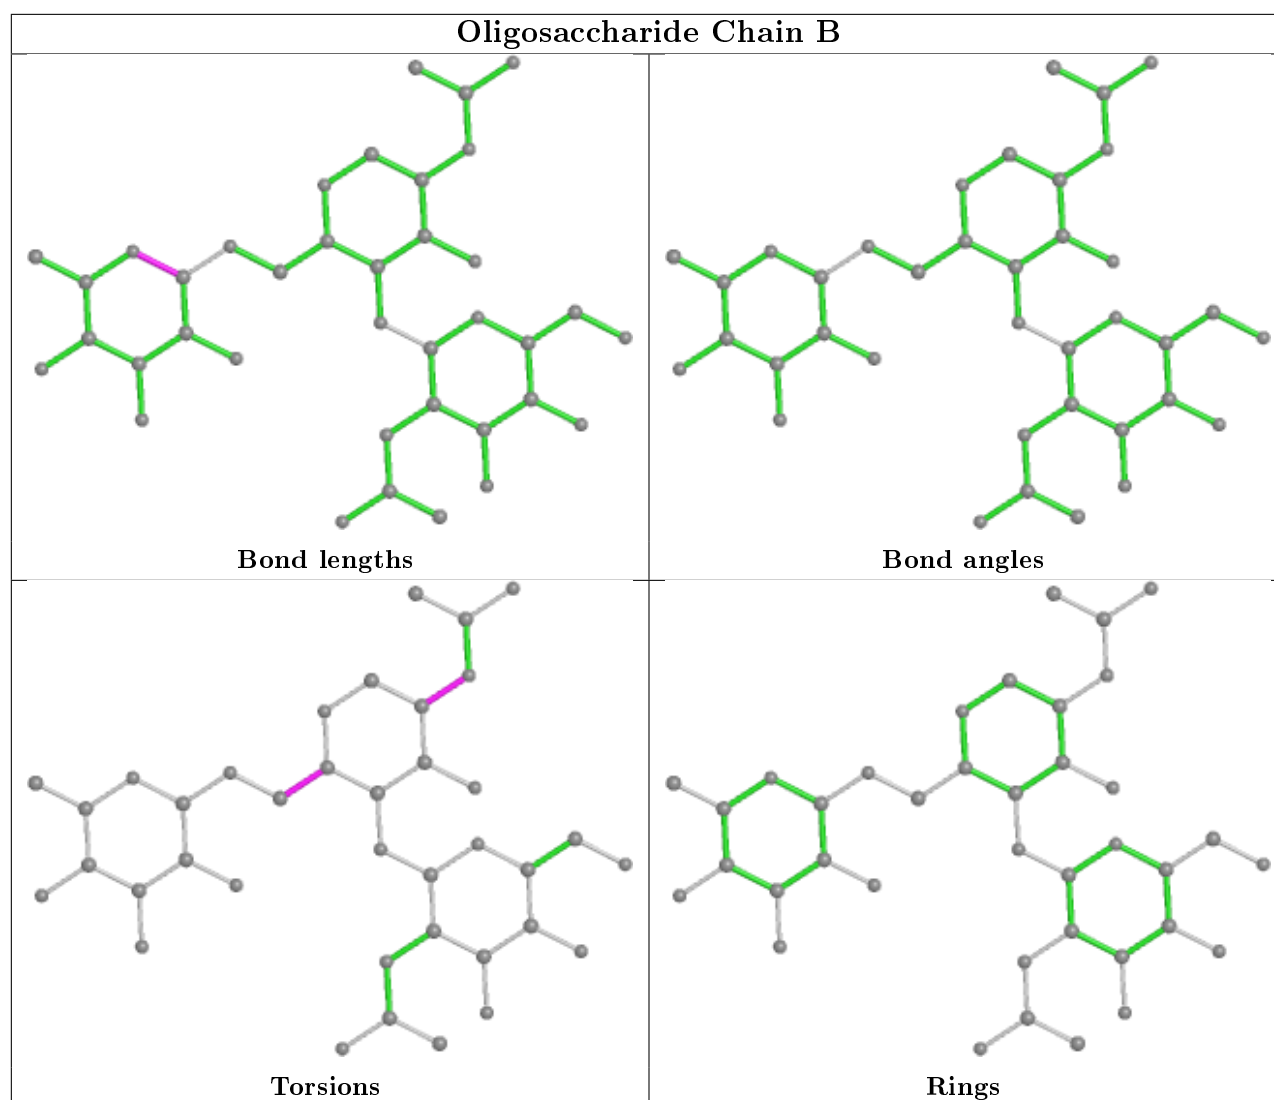 Oligosaccharide Chain B
Bond lengths
Bond angles
Torsions
Rings